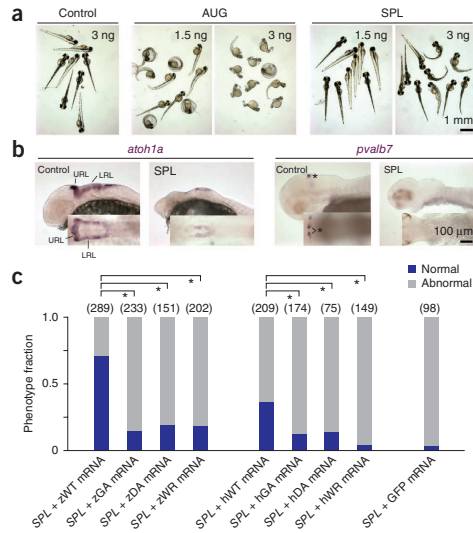 a
Control
AUG
SPL
3 ng
1.5 ng
3 ng
1.5 ng
3 ng
1 mm
b
atoh1a
pvalb7
Control
SPL
Control
SPL
URL
LRL
URL
LRL
*
*
100 µm
c
Normal
Abnormal
* * *
* * *
(289) (233) (151) (202) (209) (174) (75) (149) (98)
Phenotype fraction
1.0
0.5
0
SPL + zWT mRNA
SPL + zGA mRNA
SPL + zDA mRNA
SPL + zWR mRNA
SPL + hWT mRNA
SPL + hGA mRNA
SPL + hDA mRNA
SPL + hWR mRNA
SPL + GFP mRNA